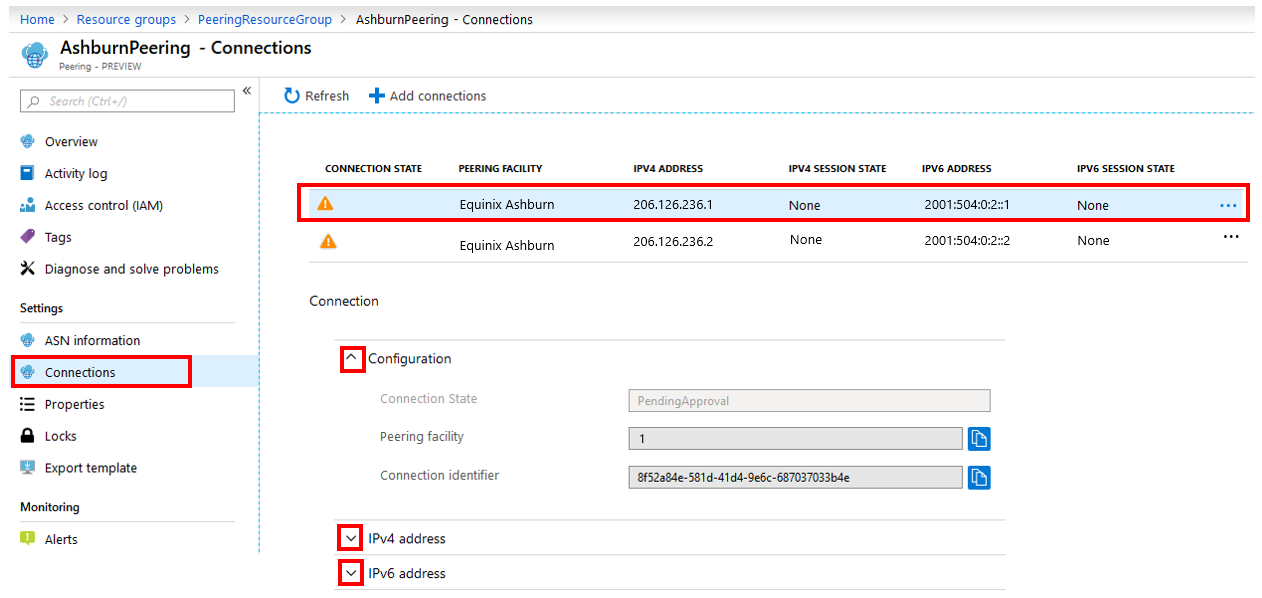 Home > Resource groups > PeeringResourceGroup > AshburnPeering - Connections
AshburnPeering - Connections
Peering - PREVIEW
Search (Ctrl+/)
«
Overview
Activity log
Access control (IAM)
Tags
Diagnose and solve problems
Settings
ASN information
Connections
Properties
Locks
Export template
Monitoring
Alerts
Refresh + Add connections
CONNECTION STATE PEERING FACILITY IPV4 ADDRESS IPV4 SESSION STATE IPV6 ADDRESS IPV6 SESSION STATE
Equinix Ashburn 206.126.236.1 None 2001:504:0:2::1 None ...
Equinix Ashburn 206.126.236.2 None 2001:504:0:2::2 None ...
Connection
Configuration
Connection State PendingApproval
Peering facility 1
Connection identifier 8f52a84e-581d-41d4-9e6c-687037033b4e
IPv4 address
IPv6 address